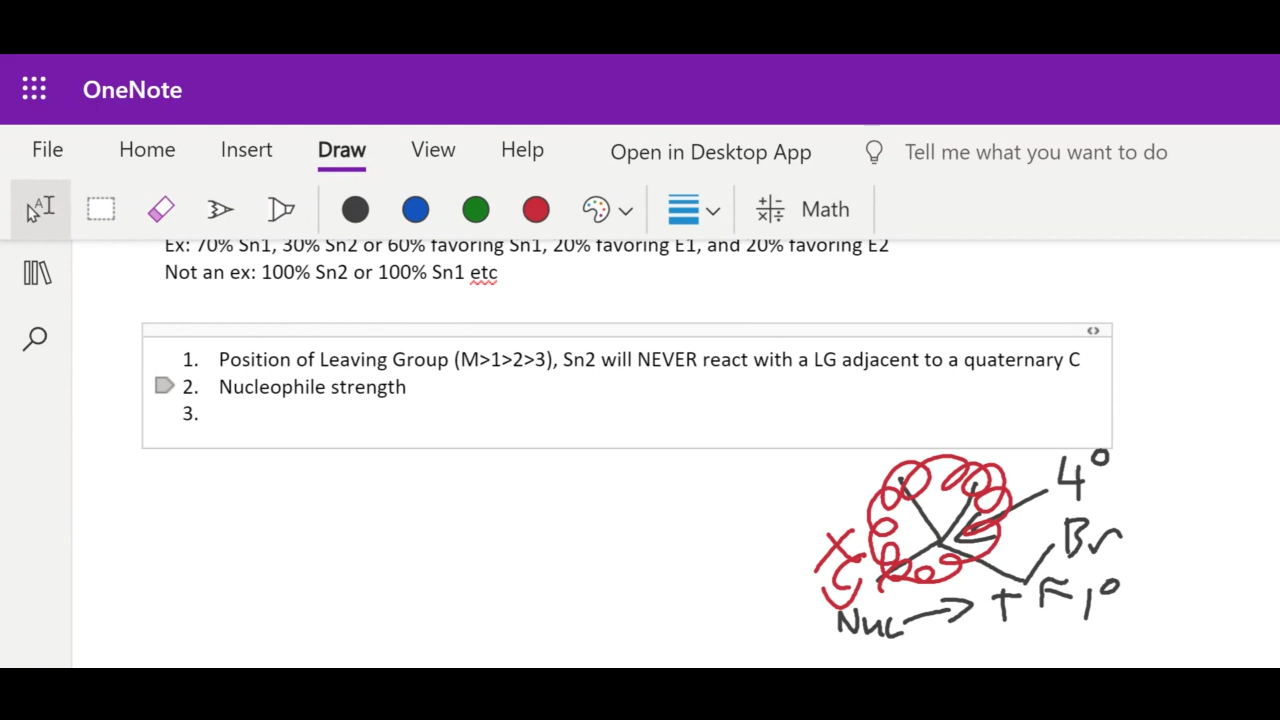 OneNote
File Home Insert Draw View Help Open in Desktop App Tell me what you want to do
Math
Ex: 70% Sn1, 30% Sn2 or 60% favoring Sn1, 20% favoring E1, and 20% favoring E2
Not an ex: 100% Sn2 or 100% Sn1 etc
1. Position of Leaving Group (M>1>2>3), Sn2 will NEVER react with a LG adjacent to a quaternary C
2. Nucleophile strength
3.
4°
Br
1°
Nuc